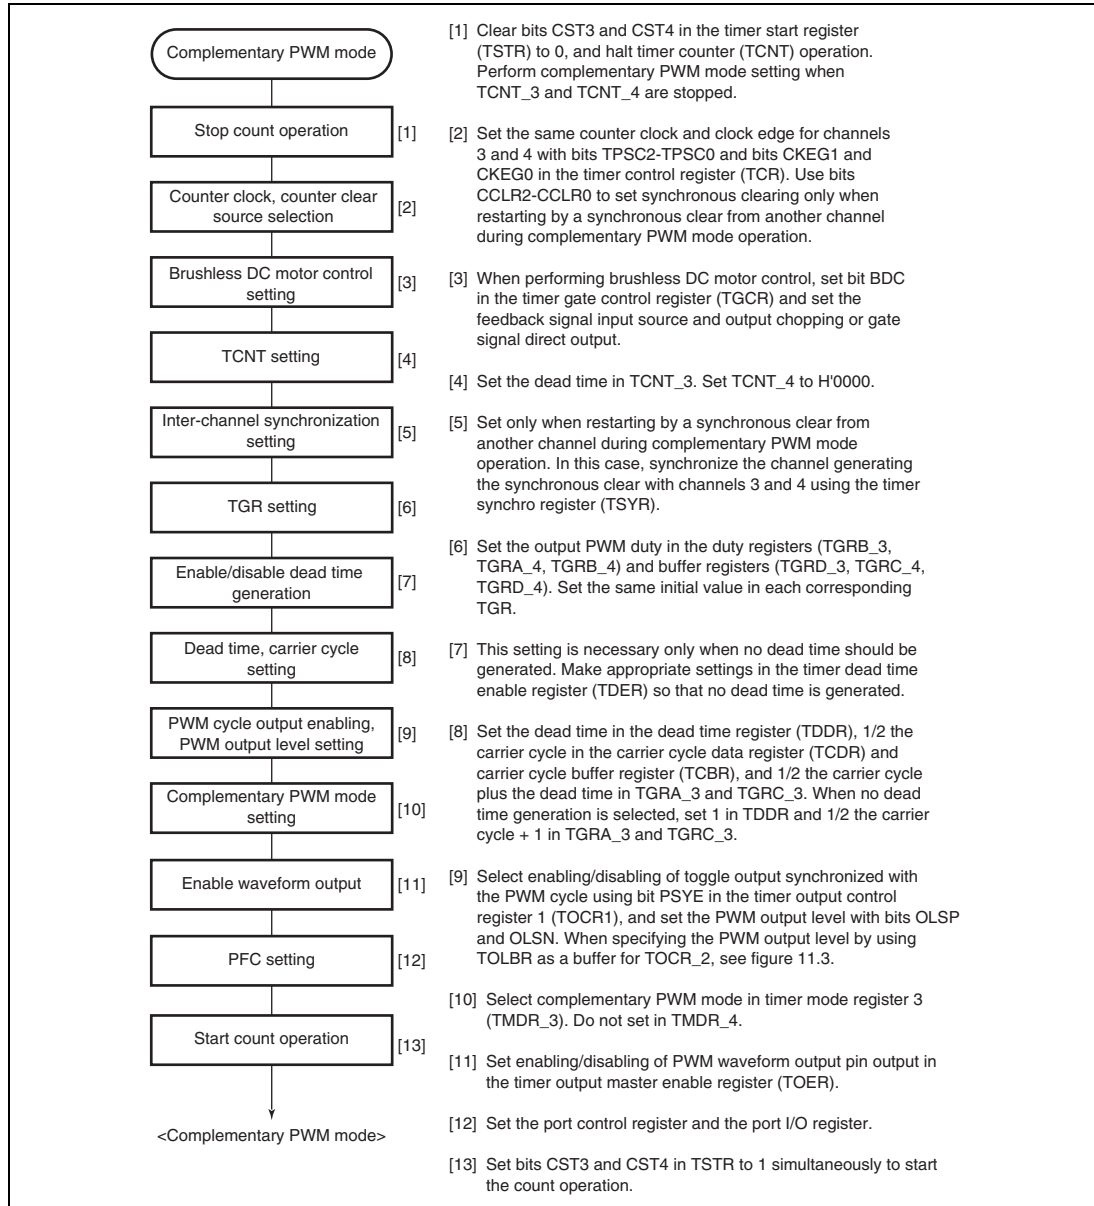 Complementary PWM mode
Stop count operation
[1]
Counter clock, counter clear
source selection
[2]
Brushless DC motor control
setting
[3]
TCNT setting
[4]
Inter-channel synchronization
setting
[5]
TGR setting
[6]
Enable/disable dead time
generation
[7]
Dead time, carrier cycle
setting
[8]
PWM cycle output enabling,
PWM output level setting
[9]
Complementary PWM mode
setting
[10]
Enable waveform output
[11]
PFC setting
[12]
Start count operation
[13]
<Complementary PWM mode>
[1] Clear bits CST3 and CST4 in the timer start register
(TSTR) to 0, and halt timer counter (TCNT) operation.
Perform complementary PWM mode setting when
TCNT_3 and TCNT_4 are stopped.
[2] Set the same counter clock and clock edge for channels
3 and 4 with bits TPSC2-TPSC0 and bits CKEG1 and
CKEG0 in the timer control register (TCR). Use bits
CCLR2-CCLR0 to set synchronous clearing only when
restarting by a synchronous clear from another channel
during complementary PWM mode operation.
[3] When performing brushless DC motor control, set bit BDC
in the timer gate control register (TGCR) and set the
feedback signal input source and output chopping or gate
signal direct output.
[4] Set the dead time in TCNT_3. Set TCNT_4 to H'0000.
[5] Set only when restarting by a synchronous clear from
another channel during complementary PWM mode
operation. In this case, synchronize the channel generating
the synchronous clear with channels 3 and 4 using the timer
synchro register (TSYR).
[6] Set the output PWM duty in the duty registers (TGRB_3,
TGRA_4, TGRB_4) and buffer registers (TGRD_3, TGRC_4,
TGRD_4). Set the same initial value in each corresponding
TGR.
[7] This setting is necessary only when no dead time should be
generated. Make appropriate settings in the timer dead time
enable register (TDER) so that no dead time is generated.
[8] Set the dead time in the dead time register (TDDR), 1/2 the
carrier cycle in the carrier cycle data register (TCDR) and
carrier cycle buffer register (TCBR), and 1/2 the carrier cycle
plus the dead time in TGRA_3 and TGRC_3. When no dead
time generation is selected, set 1 in TDDR and 1/2 the carrier
cycle + 1 in TGRA_3 and TGRC_3.
[9] Select enabling/disabling of toggle output synchronized with
the PWM cycle using bit PSYE in the timer output control
register 1 (TOCR1), and set the PWM output level with bits OLSP
and OLSN. When specifying the PWM output level by using
TOLBR as a buffer for TOCR_2, see figure 11.3.
[10] Select complementary PWM mode in timer mode register 3
(TMDR_3). Do not set in TMDR_4.
[11] Set enabling/disabling of PWM waveform output pin output in
the timer output master enable register (TOER).
[12] Set the port control register and the port I/O register.
[13] Set bits CST3 and CST4 in TSTR to 1 simultaneously to start
the count operation.